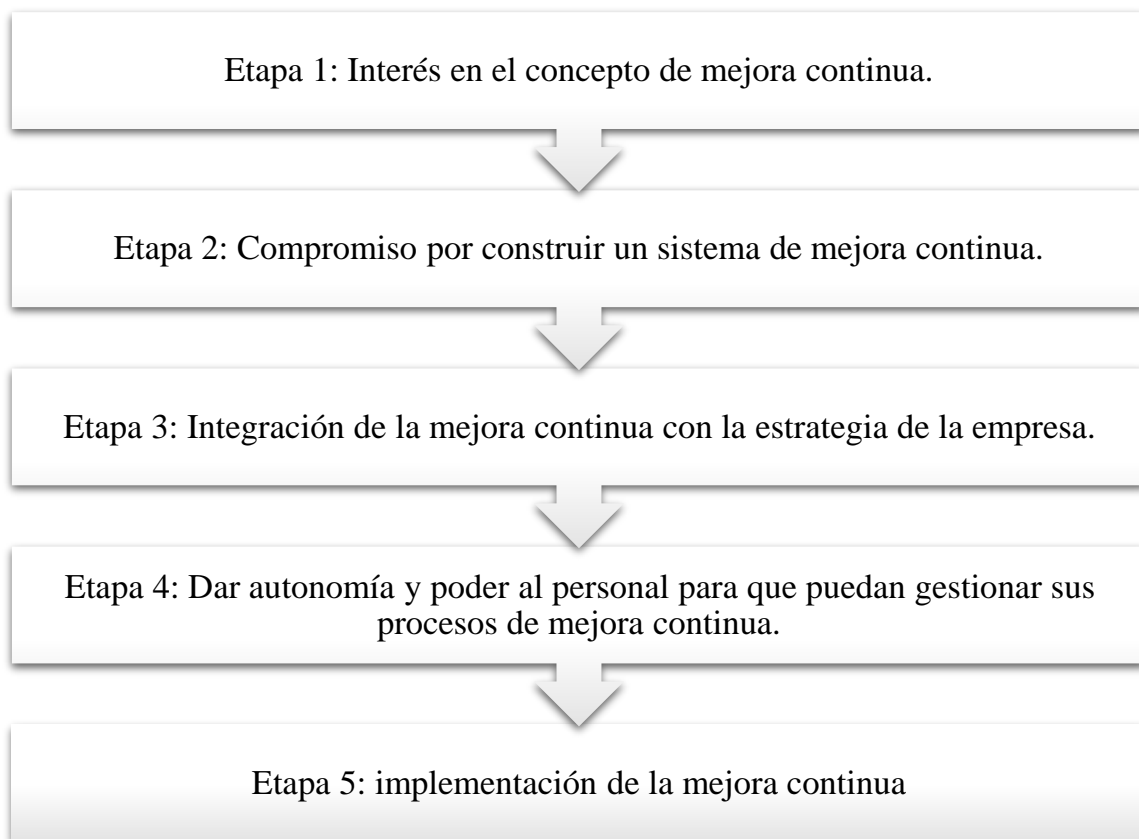 Etapa 1: Interés en el concepto de mejora continua.
Etapa 2: Compromiso por construir un sistema de mejora continua.
Etapa 3: Integración de la mejora continua con la estrategia de la empresa.
Etapa 4: Dar autonomía y poder al personal para que puedan gestionar sus
procesos de mejora continua.
Etapa 5: implementación de la mejora continua